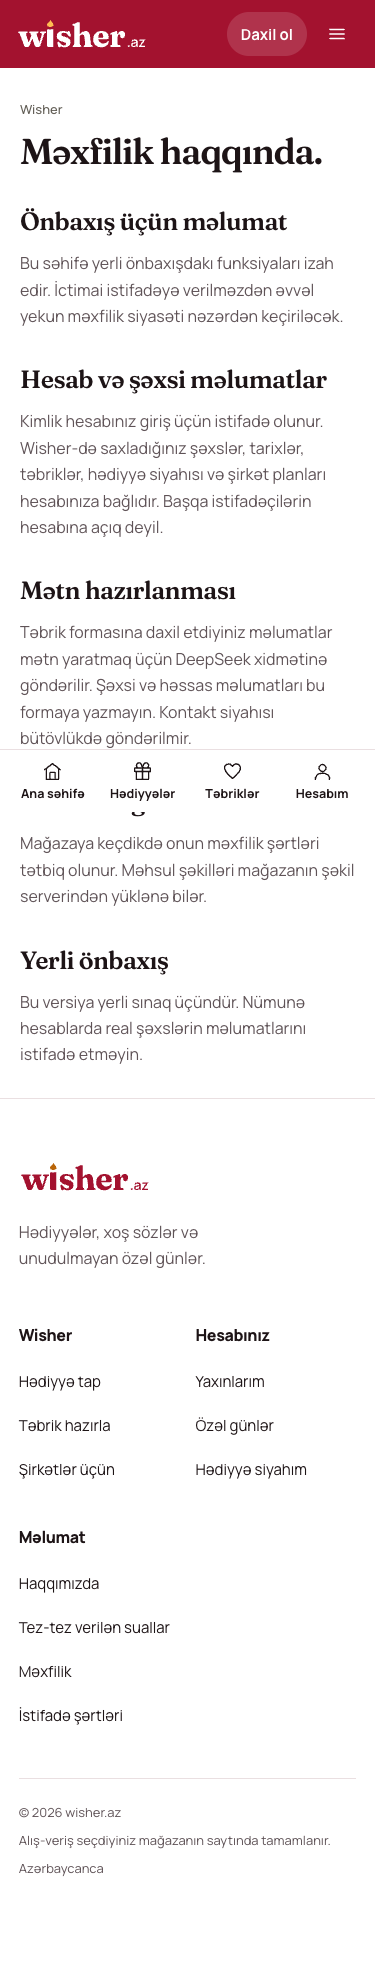 wisher.az
Daxil ol
Wisher
Məxfilik haqqında.
Önbaxış üçün məlumat
Bu səhifə yerli önbaxışdakı funksiyaları izah
edir. İctimai istifadəyə verilməzdən əvvəl
yekun məxfilik siyasəti nəzərdən keçiriləcək.
Hesab və şəxsi məlumatlar
Kimlik hesabınız giriş üçün istifadə olunur.
Wisher-də saxladığınız şəxslər, tarixlər,
təbriklər, hədiyyə siyahısı və şirkət planları
hesabınıza bağlıdır. Başqa istifadəçilərin
hesabına açıq deyil.
Mətn hazırlanması
Təbrik formasına daxil etdiyiniz məlumatlar
mətn yaratmaq üçün DeepSeek xidmətinə
göndərilir. Şəxsi və həssas məlumatları bu
formaya yazmayın. Kontakt siyahısı
bütövlükdə göndərilmir.
Ana səhifə
Hədiyyələr
Təbriklər
Hesabım
Mağazaya keçdikdə onun məxfilik şərtləri
tətbiq olunur. Məhsul şəkilləri mağazanın şəkil
serverindən yüklənə bilər.
Yerli önbaxış
Bu versiya yerli sınaq üçündür. Nümunə
hesablarda real şəxslərin məlumatlarını
istifadə etməyin.
wisher.az
Hədiyyələr, xoş sözlər və
unudulmayan özəl günlər.
Wisher
Hədiyyə tap
Təbrik hazırla
Şirkətlər üçün
Hesabınız
Yaxınlarım
Özəl günlər
Hədiyyə siyahım
Məlumat
Haqqımızda
Tez-tez verilən suallar
Məxfilik
İstifadə şərtləri
© 2026 wisher.az
Alış-veriş seçdiyiniz mağazanın saytında tamamlanır.
Azərbaycanca